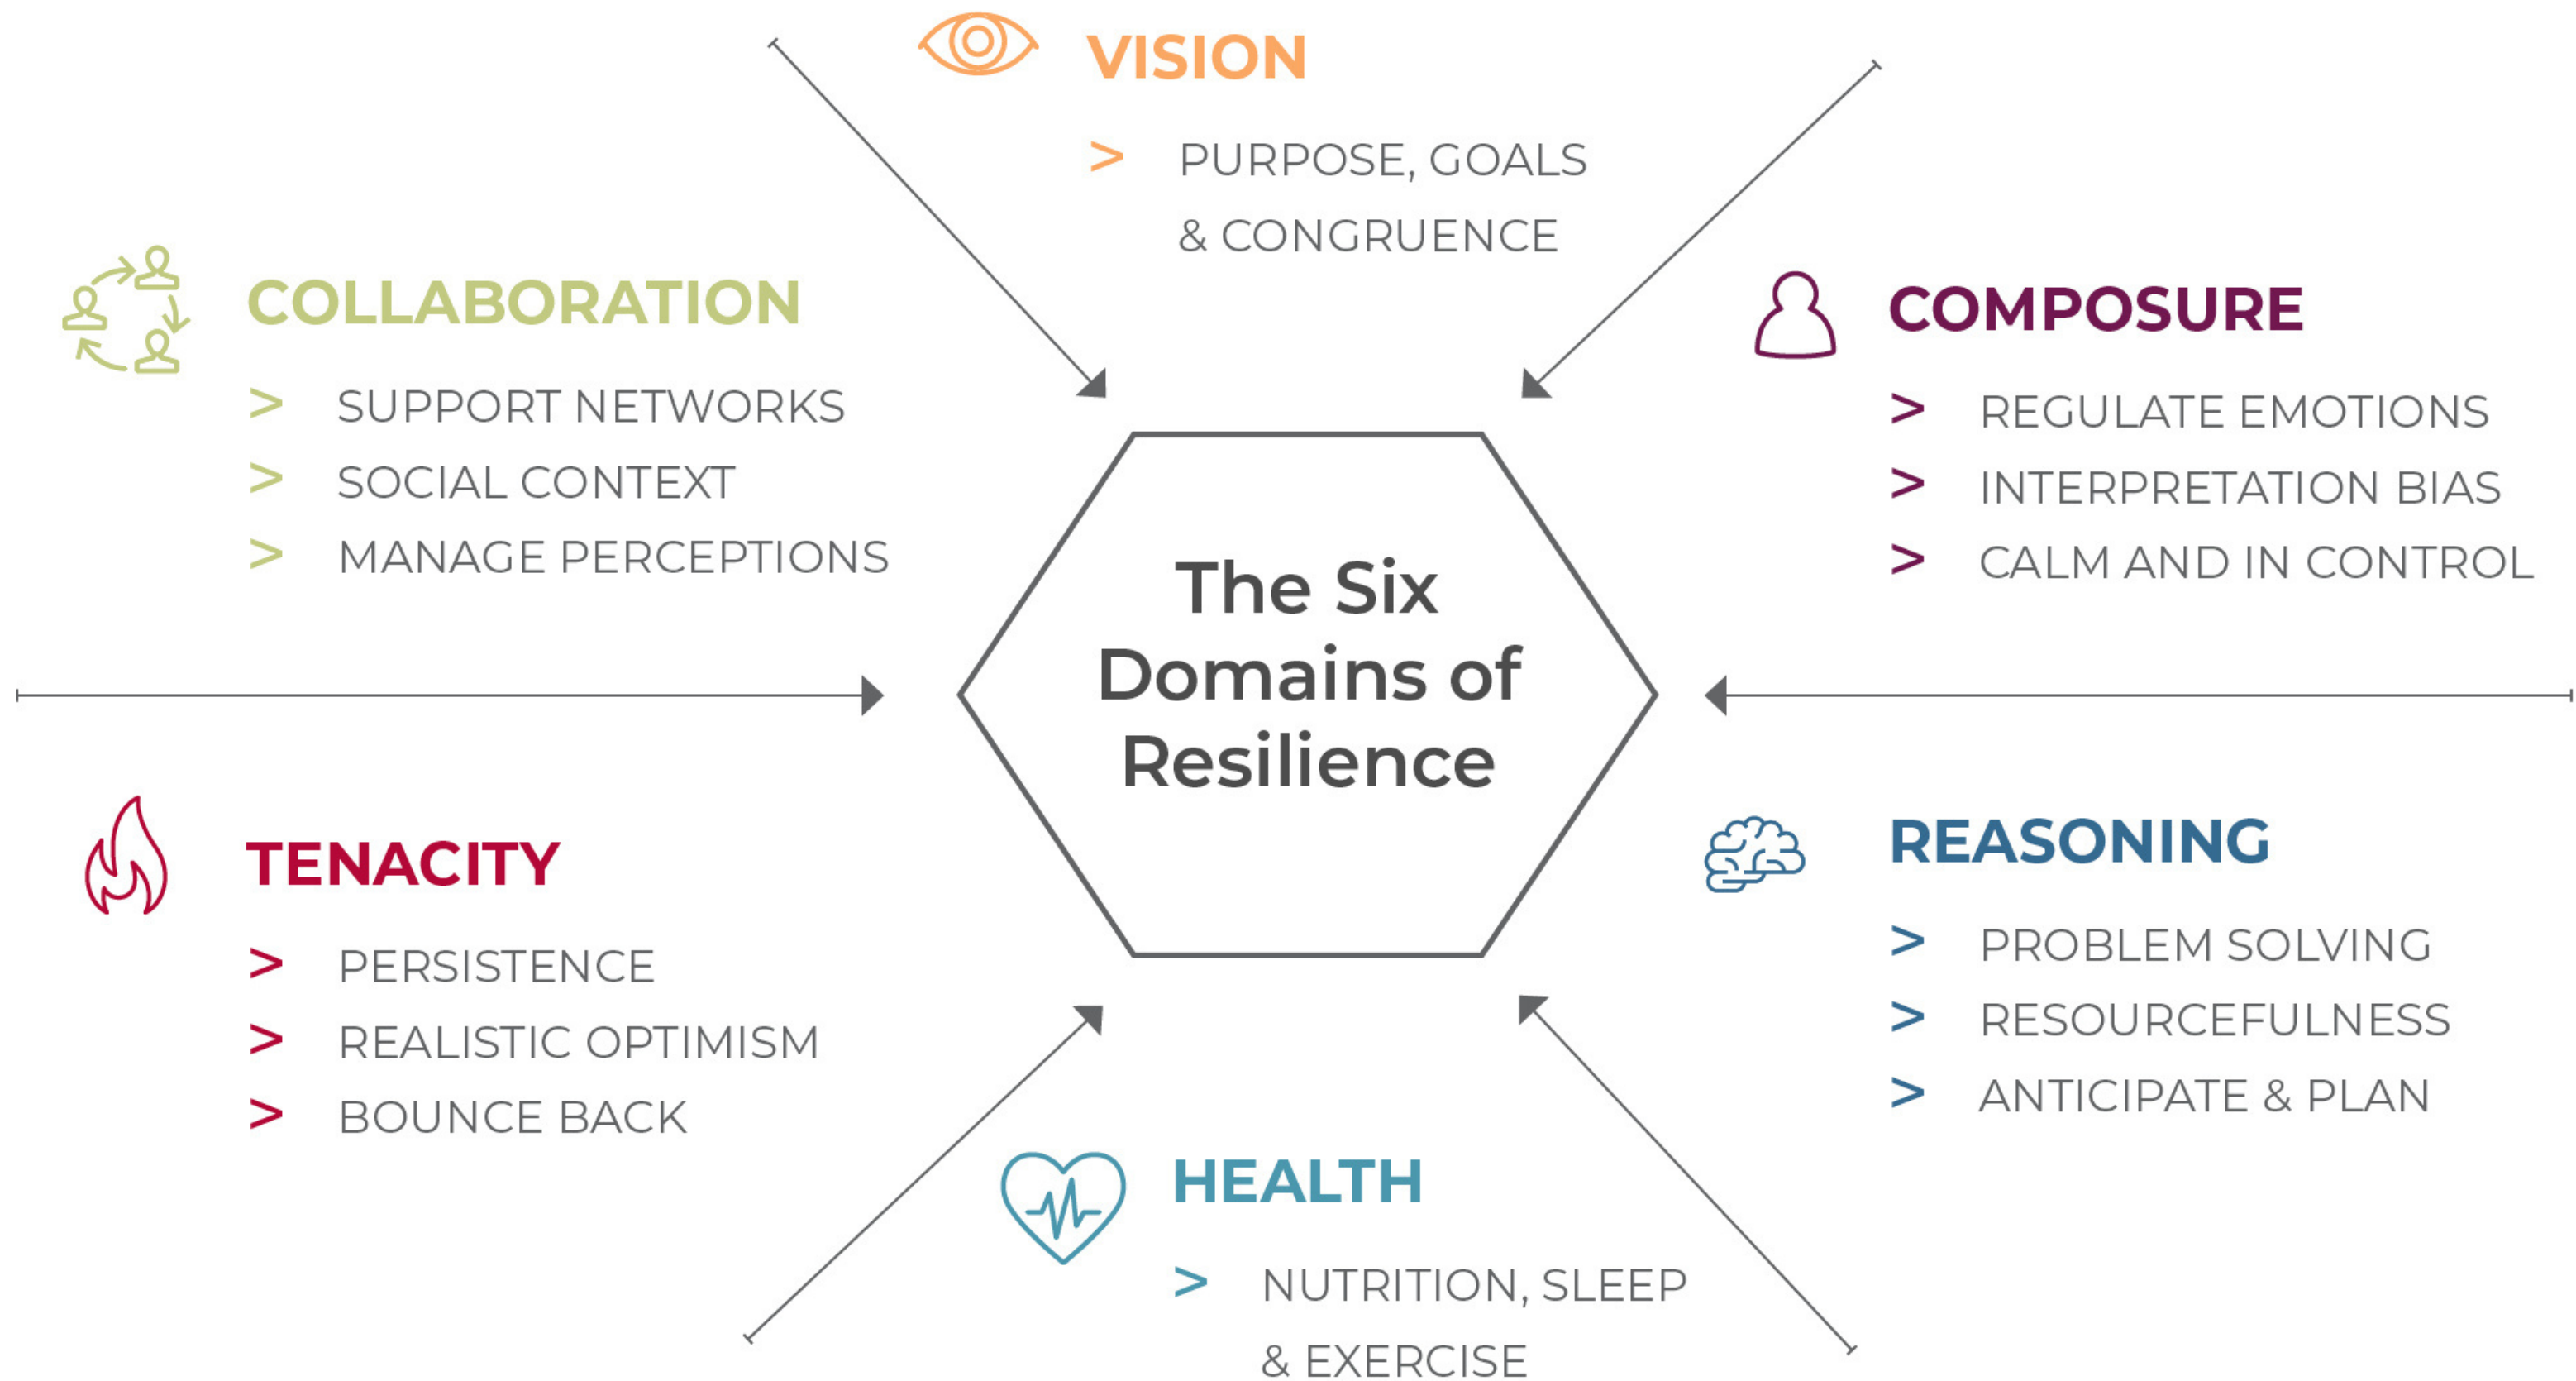 VISION
> PURPOSE, GOALS
& CONGRUENCE
COLLABORATION
> SUPPORT NETWORKS
> SOCIAL CONTEXT
> MANAGE PERCEPTIONS
COMPOSURE
> REGULATE EMOTIONS
> INTERPRETATION BIAS
> CALM AND IN CONTROL
The Six
Domains of
Resilience
TENACITY
> PERSISTENCE
> REALISTIC OPTIMISM
> BOUNCE BACK
REASONING
> PROBLEM SOLVING
> RESOURCEFULNESS
> ANTICIPATE & PLAN
HEALTH
> NUTRITION, SLEEP
& EXERCISE